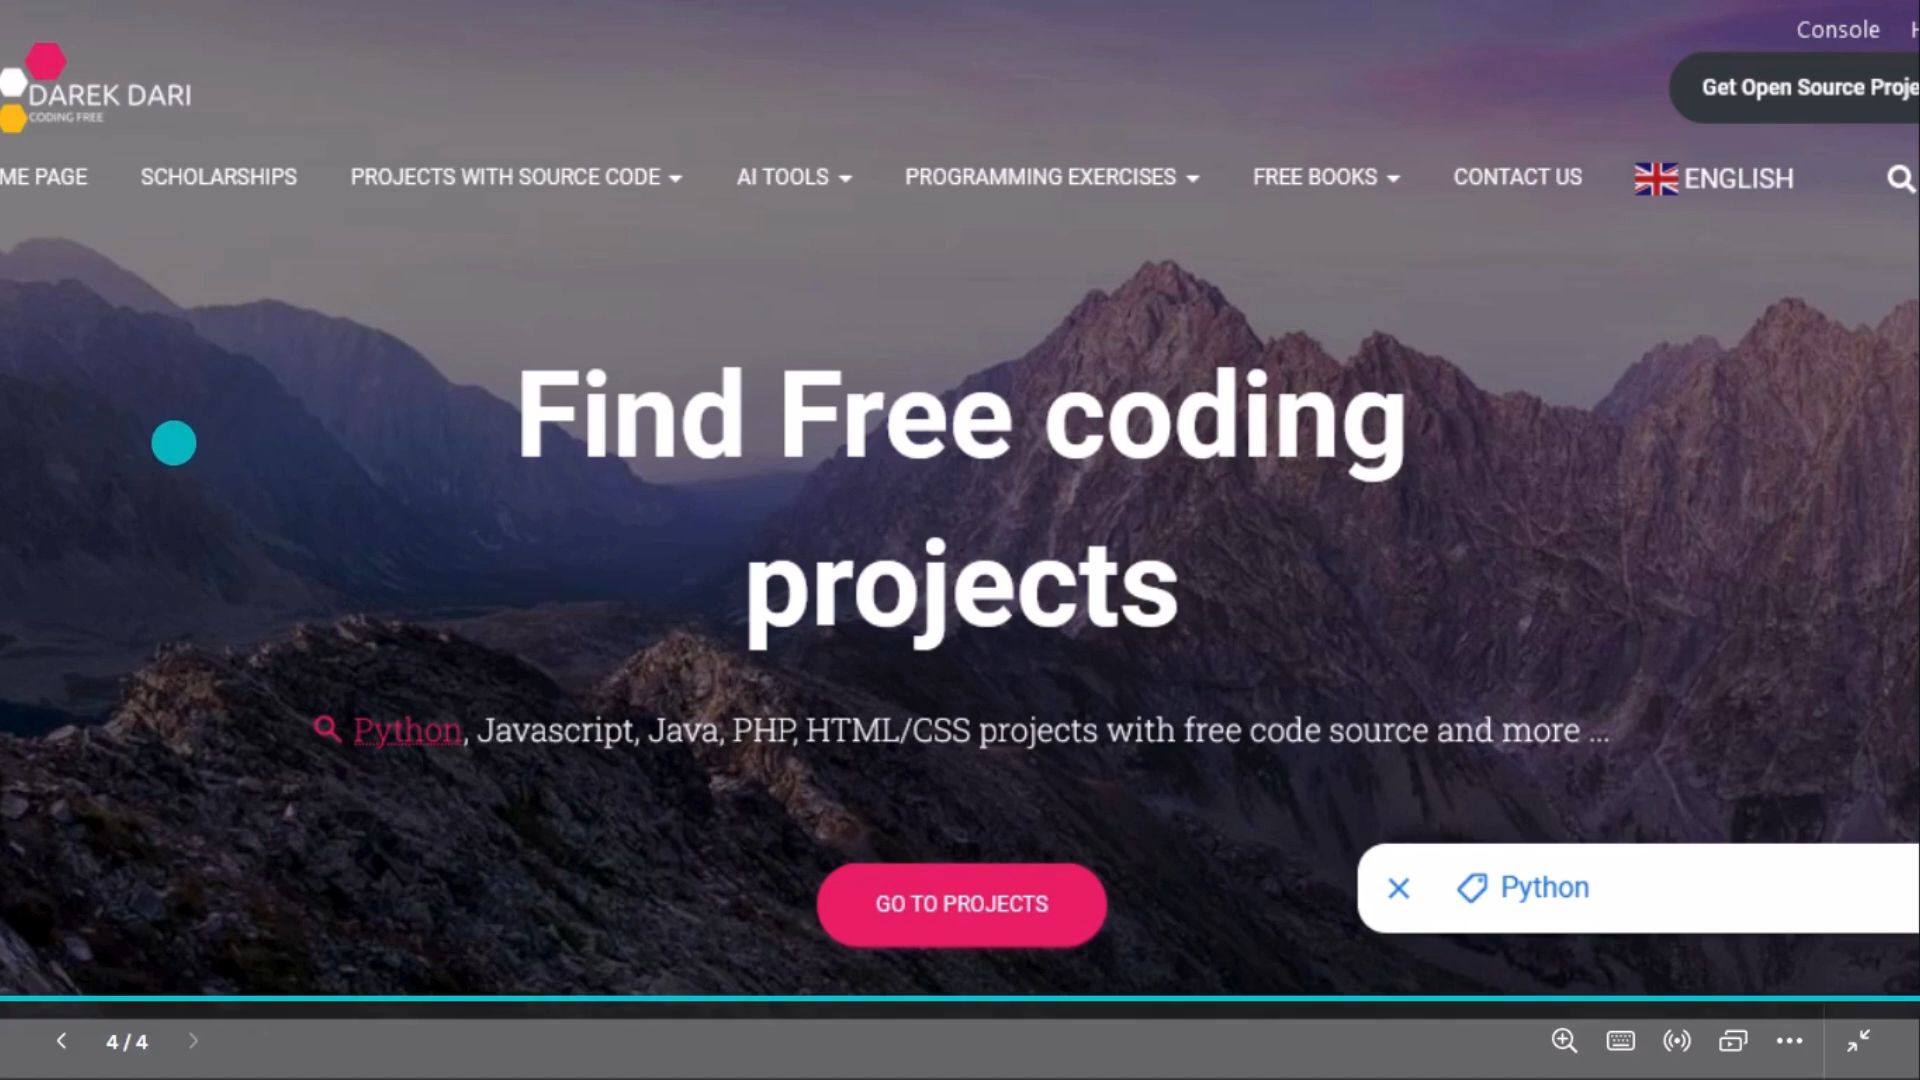 Console
DAREK DARI
CODING FREE
Get Open Source Proje
ME PAGE SCHOLARSHIPS PROJECTS WITH SOURCE CODE AI TOOLS PROGRAMMING EXERCISES FREE BOOKS CONTACT US ENGLISH
Find Free coding
projects
Python, Javascript, Java, PHP, HTML/CSS projects with free code source and more ...
GO TO PROJECTS
Python
4 / 4